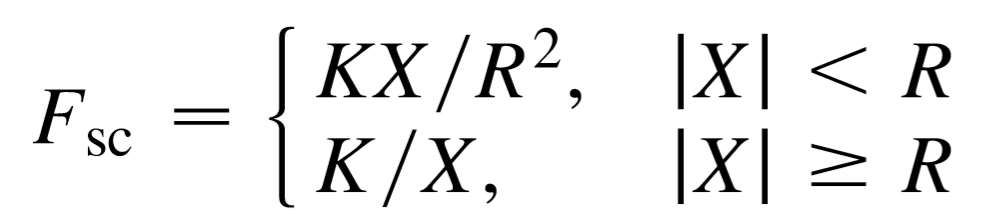 F_sc = { KX/R², |X| < R
K/X, |X| ≥ R